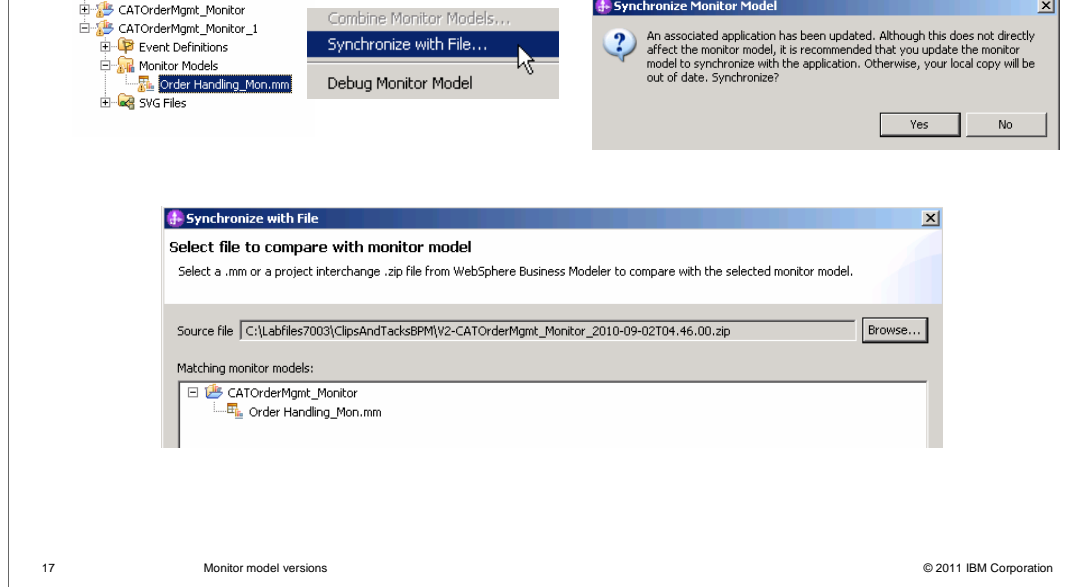 CATOrderMgmt_Monitor
CATOrderMgmt_Monitor_1
Event Definitions
Monitor Models
Order Handling_Mon.mm
SVG Files
Combine Monitor Models...
Synchronize with File...
Debug Monitor Model
Synchronize Monitor Model
An associated application has been updated. Although this does not directly
affect the monitor model, it is recommended that you update the monitor
model to synchronize with the application. Otherwise, your local copy will be
out of date. Synchronize?
Yes No
Synchronize with File
Select file to compare with monitor model
Select a .mm or a project interchange .zip file from WebSphere Business Modeler to compare with the selected monitor model.
Source file C:\Labfiles7003\ClipsAndTacksBPM\V2-CATOrderMgmt_Monitor_2010-09-02T04.46.00.zip Browse...
Matching monitor models:
CATOrderMgmt_Monitor
Order Handling_Mon.mm
17 Monitor model versions © 2011 IBM Corporation